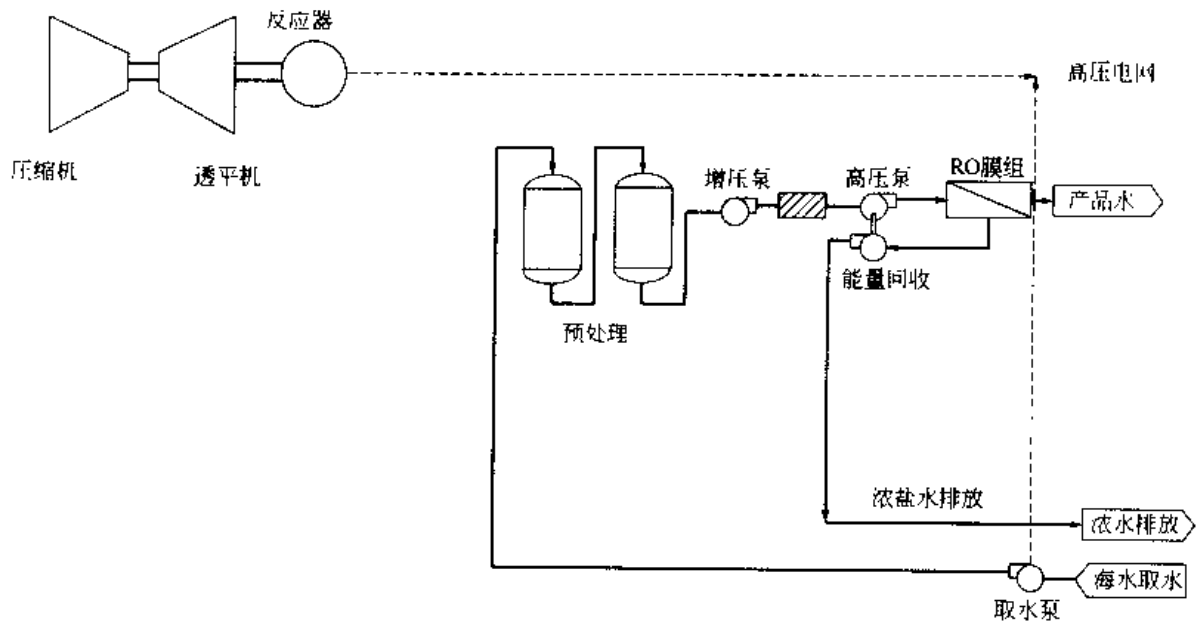 反应器
高压电网
压缩机
透平机
增压泵
高压泵
RO膜组
产品水
能量回收
预处理
浓盐水排放
浓水排放
海水取水
取水泵